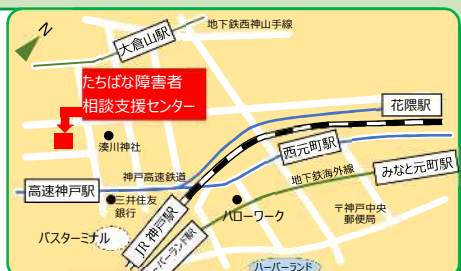 N
地下鉄西神山手線
大倉山駅
たちばな障害者
相談支援センター
花隈駅
湊川神社
西元町駅
神戸高速鉄道
みなと元町駅
地下鉄海外線
高速神戸駅
三井住友
銀行
JR 神戸駅
ハローワーク
〒神戸中央
郵便局
バスターミナル
ハーバーランド駅
ハーバーランド